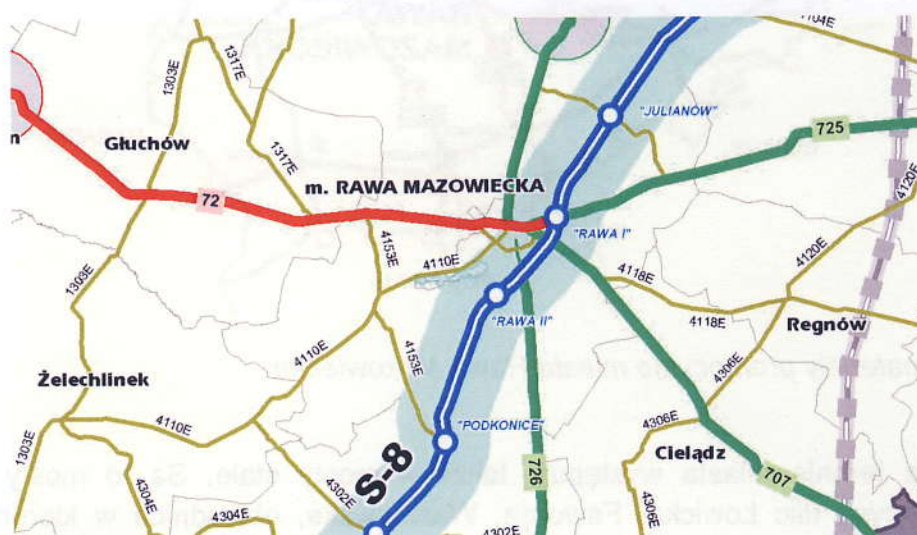 1104E
1303E
1317E
"JULIANÓW"
725
Głuchów
1317E
m. RAWA MAZOWIECKA
72
4120E
"RAWA I"
4153E
4110E
4118E
4120E
1303E
"RAWA II"
4118E
Regnów
4110E
4153E
4306E
Żelechlinek
4110E
"PODKONICE"
4306E
1303E
Cielądz
S-8
726
707
4302E
4304E
4304E
4306E
4302E